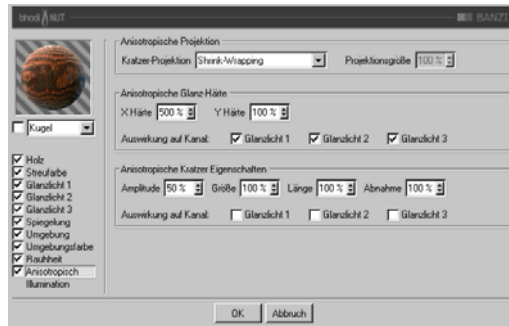 bhodi NUT BANZI
Anisotropische Projektion
Kratzer-Projektion Shrink-Wrapping Projektionsgröße 100 %
Kugel
Anisotropische Glanz-Härte
X Härte 500 % Y Härte 100 %
Auswirkung auf Kanal: Glanzlicht 1 Glanzlicht 2 Glanzlicht 3
Anisotropische Kratzer Eigenschaften
Amplitude 50 % Größe 100 % Länge 100 % Abnahme 100 %
Auswirkung auf Kanal: Glanzlicht 1 Glanzlicht 2 Glanzlicht 3
Holz
Streufarbe
Glanzlicht 1
Glanzlicht 2
Glanzlicht 3
Spiegelung
Umgebung
Umgebungsfarbe
Rauhheit
Anisotropisch
Illumination
OK Abbruch